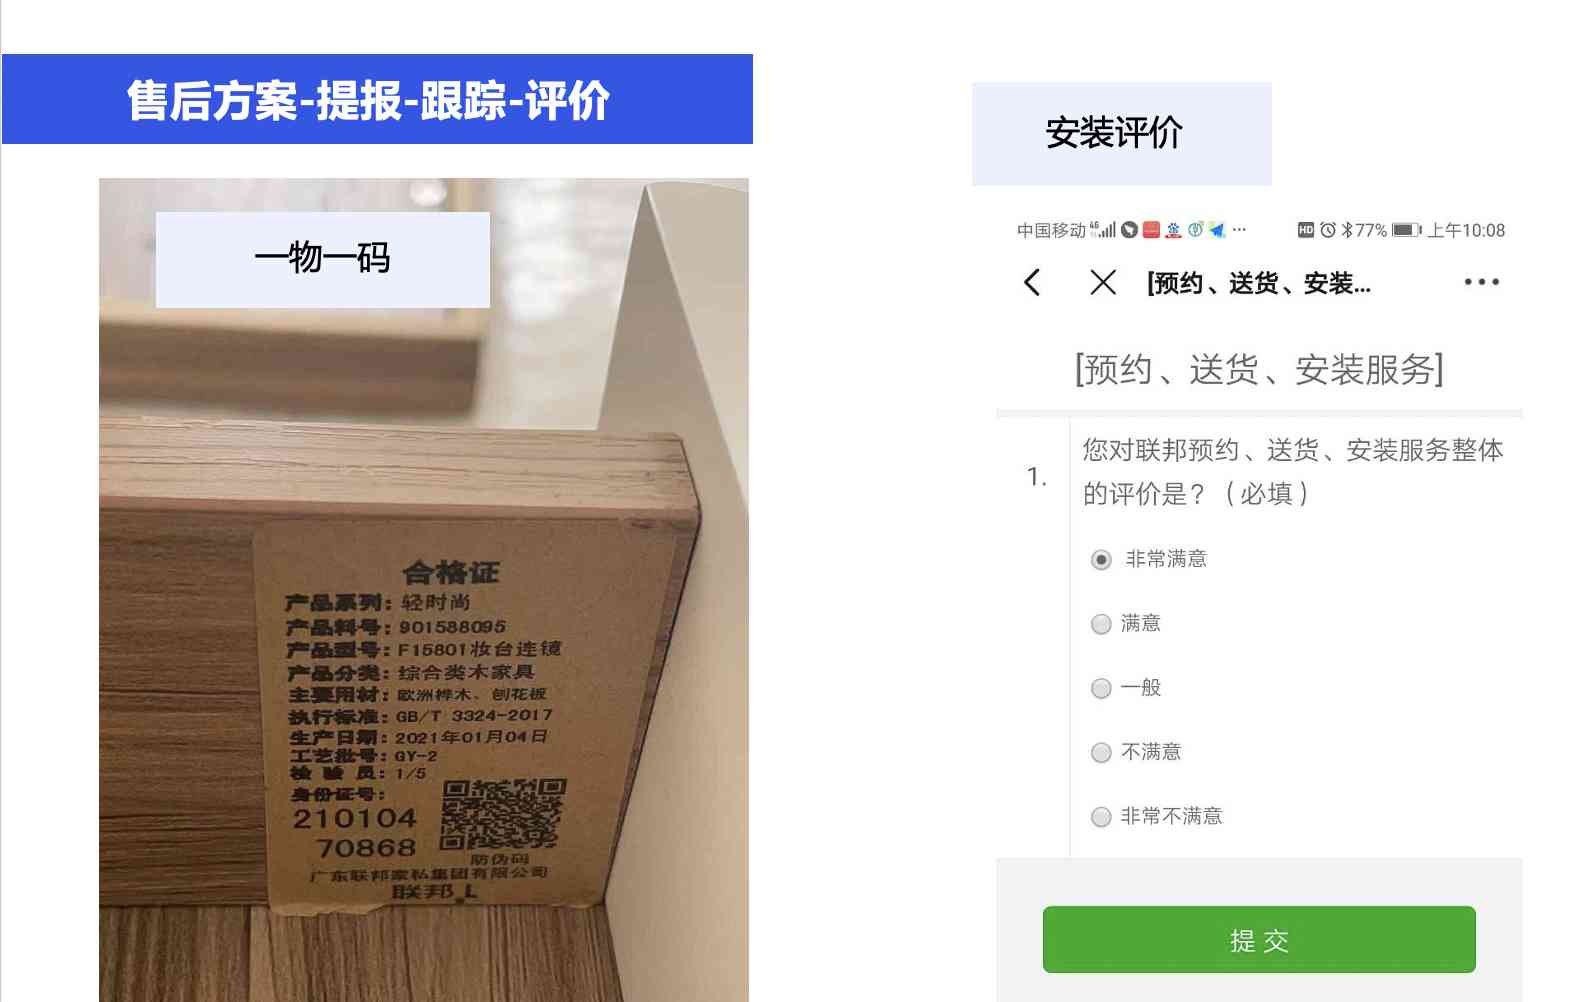 售后方案-提报-跟踪-评价
一物一码
合格证
产品系列：轻时尚
产品料号：901588095
产品型号：F15801妆台连镜
产品分类：综合类木家具
主要用材：欧洲榉木、刨花板
执行标准：GB/T 3324-2017
生产日期：2021年01月04日
工艺批号：GY-2
检 验 员：1/5
身份证号：
210104
70868
防伪码
广东联邦家私集团有限公司
联邦.L
安装评价
中国移动 4G HD 77% 上午10:08
[预约、送货、安装...
[预约、送货、安装服务]
1.
您对联邦预约、送货、安装服务整体
的评价是？（必填）
非常满意
满意
一般
不满意
非常不满意
提 交